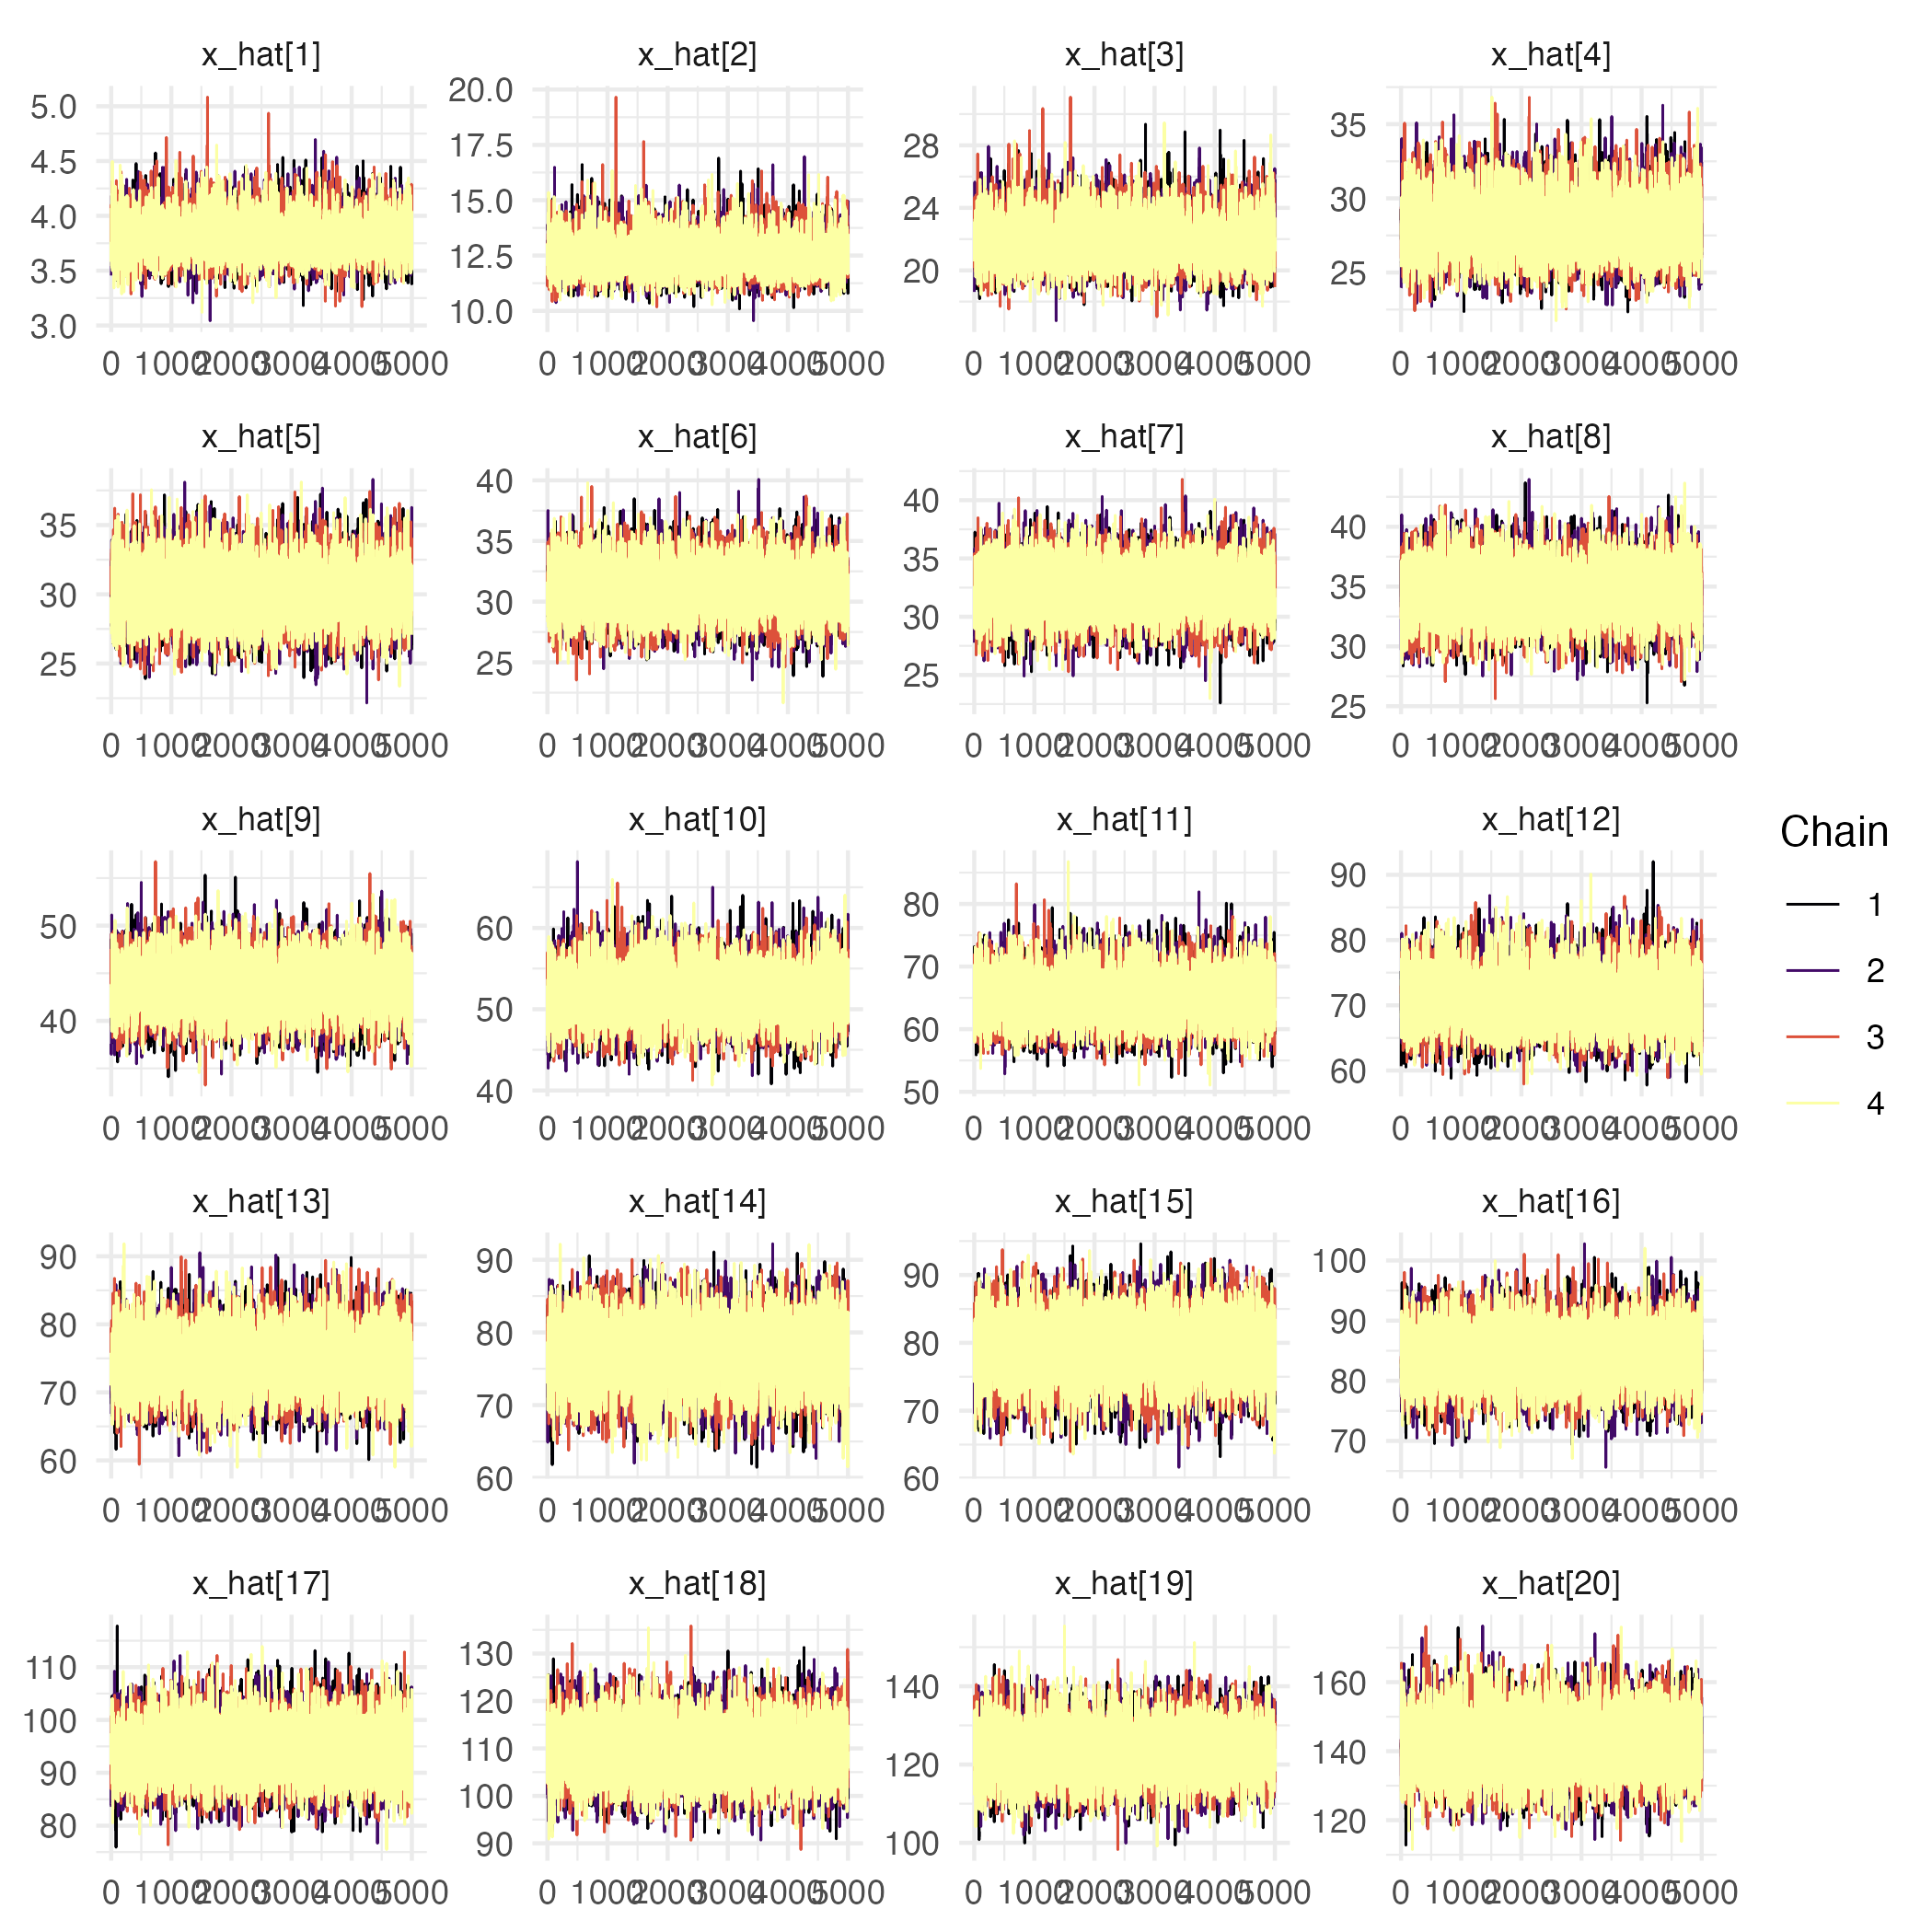 x_hat[1] x_hat[2] x_hat[3] x_hat[4]
5.0 4.5 4.0 3.5 3.0
20.0 17.5 15.0 12.5 10.0
28 24 20
35 30 25
0 1000 2000 3000 4000 5000 0 1000 2000 3000 4000 5000 0 1000 2000 3000 4000 5000 0 1000 2000 3000 4000 5000
x_hat[5] x_hat[6] x_hat[7] x_hat[8]
35 30 25
40 35 30 25
40 35 30 25
40 35 30 25
0 1000 2000 3000 4000 5000 0 1000 2000 3000 4000 5000 0 1000 2000 3000 4000 5000 0 1000 2000 3000 4000 5000
x_hat[9] x_hat[10] x_hat[11] x_hat[12]
50 40
60 50 40
80 70 60 50
90 80 70 60
0 1000 2000 3000 4000 5000 0 1000 2000 3000 4000 5000 0 1000 2000 3000 4000 5000 0 1000 2000 3000 4000 5000
x_hat[13] x_hat[14] x_hat[15] x_hat[16]
90 80 70 60
90 80 70 60
90 80 70 60
100 90 80 70
0 1000 2000 3000 4000 5000 0 1000 2000 3000 4000 5000 0 1000 2000 3000 4000 5000 0 1000 2000 3000 4000 5000
x_hat[17] x_hat[18] x_hat[19] x_hat[20]
110 100 90 80
130 120 110 100 90
140 120 100
160 140 120
0 1000 2000 3000 4000 5000 0 1000 2000 3000 4000 5000 0 1000 2000 3000 4000 5000 0 1000 2000 3000 4000 5000
Chain
1
2
3
4